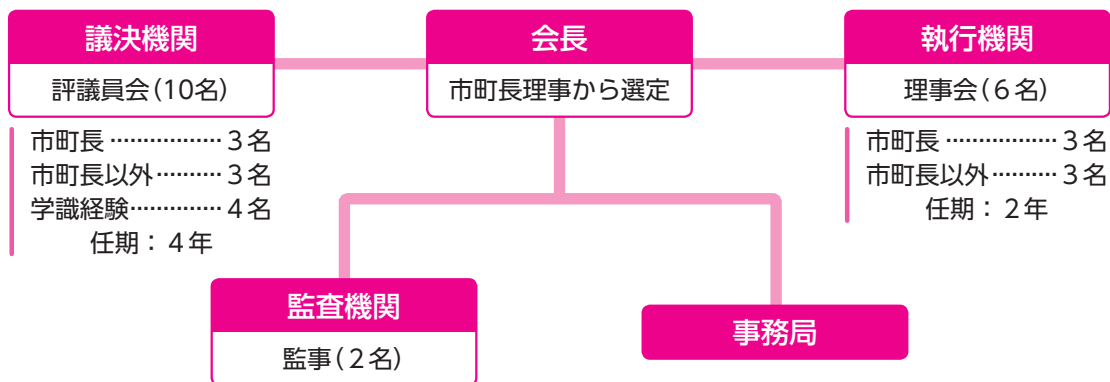 議決機関
評議員会(10名)
市町長 ……………… 3名
市町長以外 ……… 3名
学識経験 ………… 4名
任期：4年
会長
市町長理事から選定
執行機関
理事会(6名)
市町長 ……………… 3名
市町長以外 ……… 3名
任期：2年
監査機関
監事(2名)
事務局